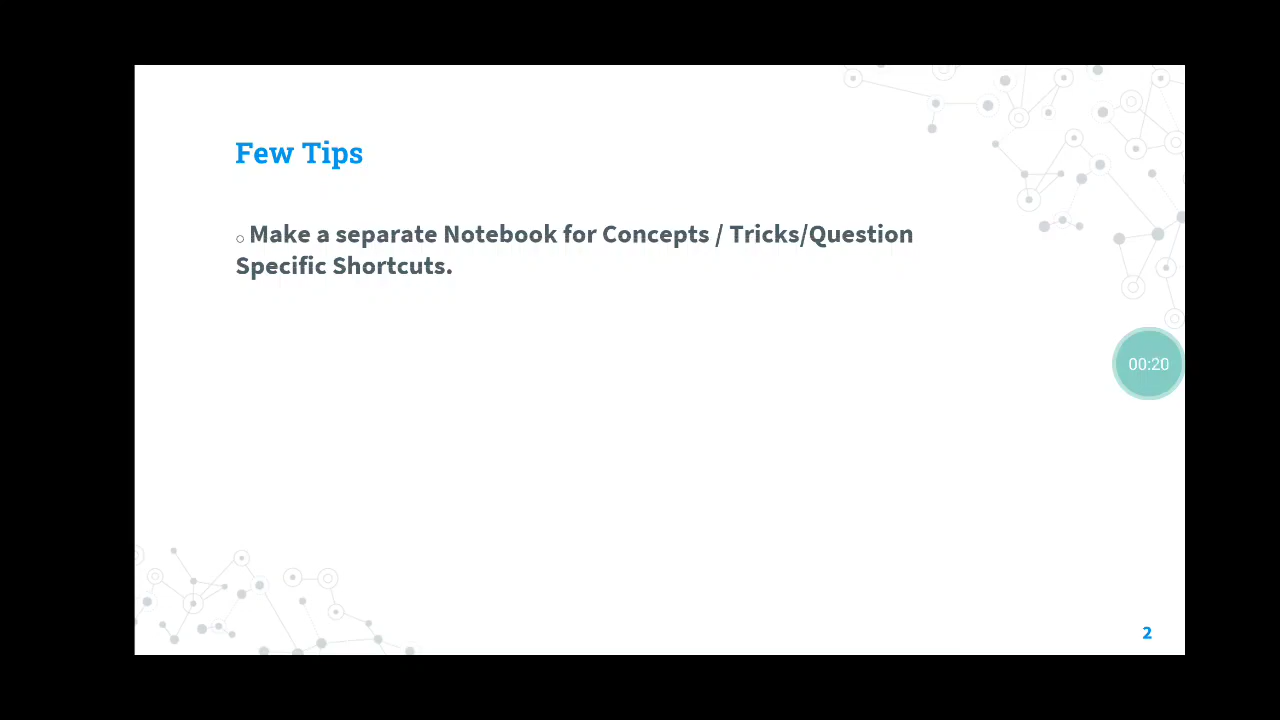 Few Tips
○ Make a separate Notebook for Concepts / Tricks/Question
Specific Shortcuts.
00:20
2